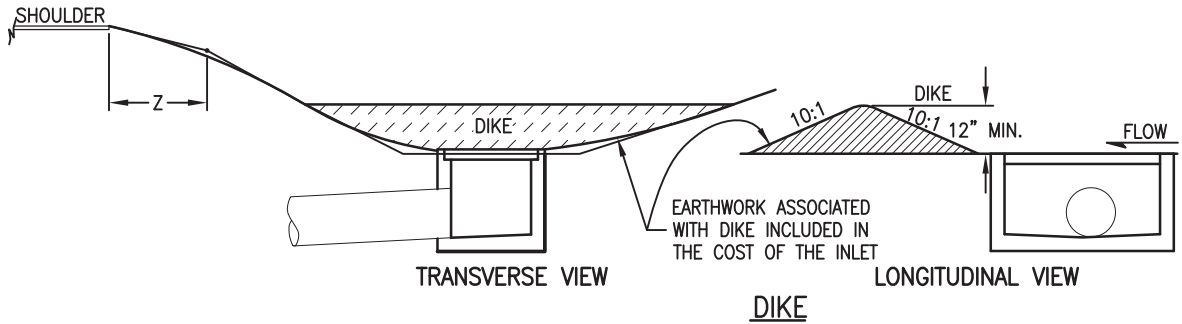 SHOULDER
Z
DIKE
EARTHWORK ASSOCIATED
WITH DIKE INCLUDED IN
THE COST OF THE INLET
TRANSVERSE VIEW
DIKE
10:1
10:1
12" MIN.
FLOW
LONGITUDINAL VIEW
DIKE